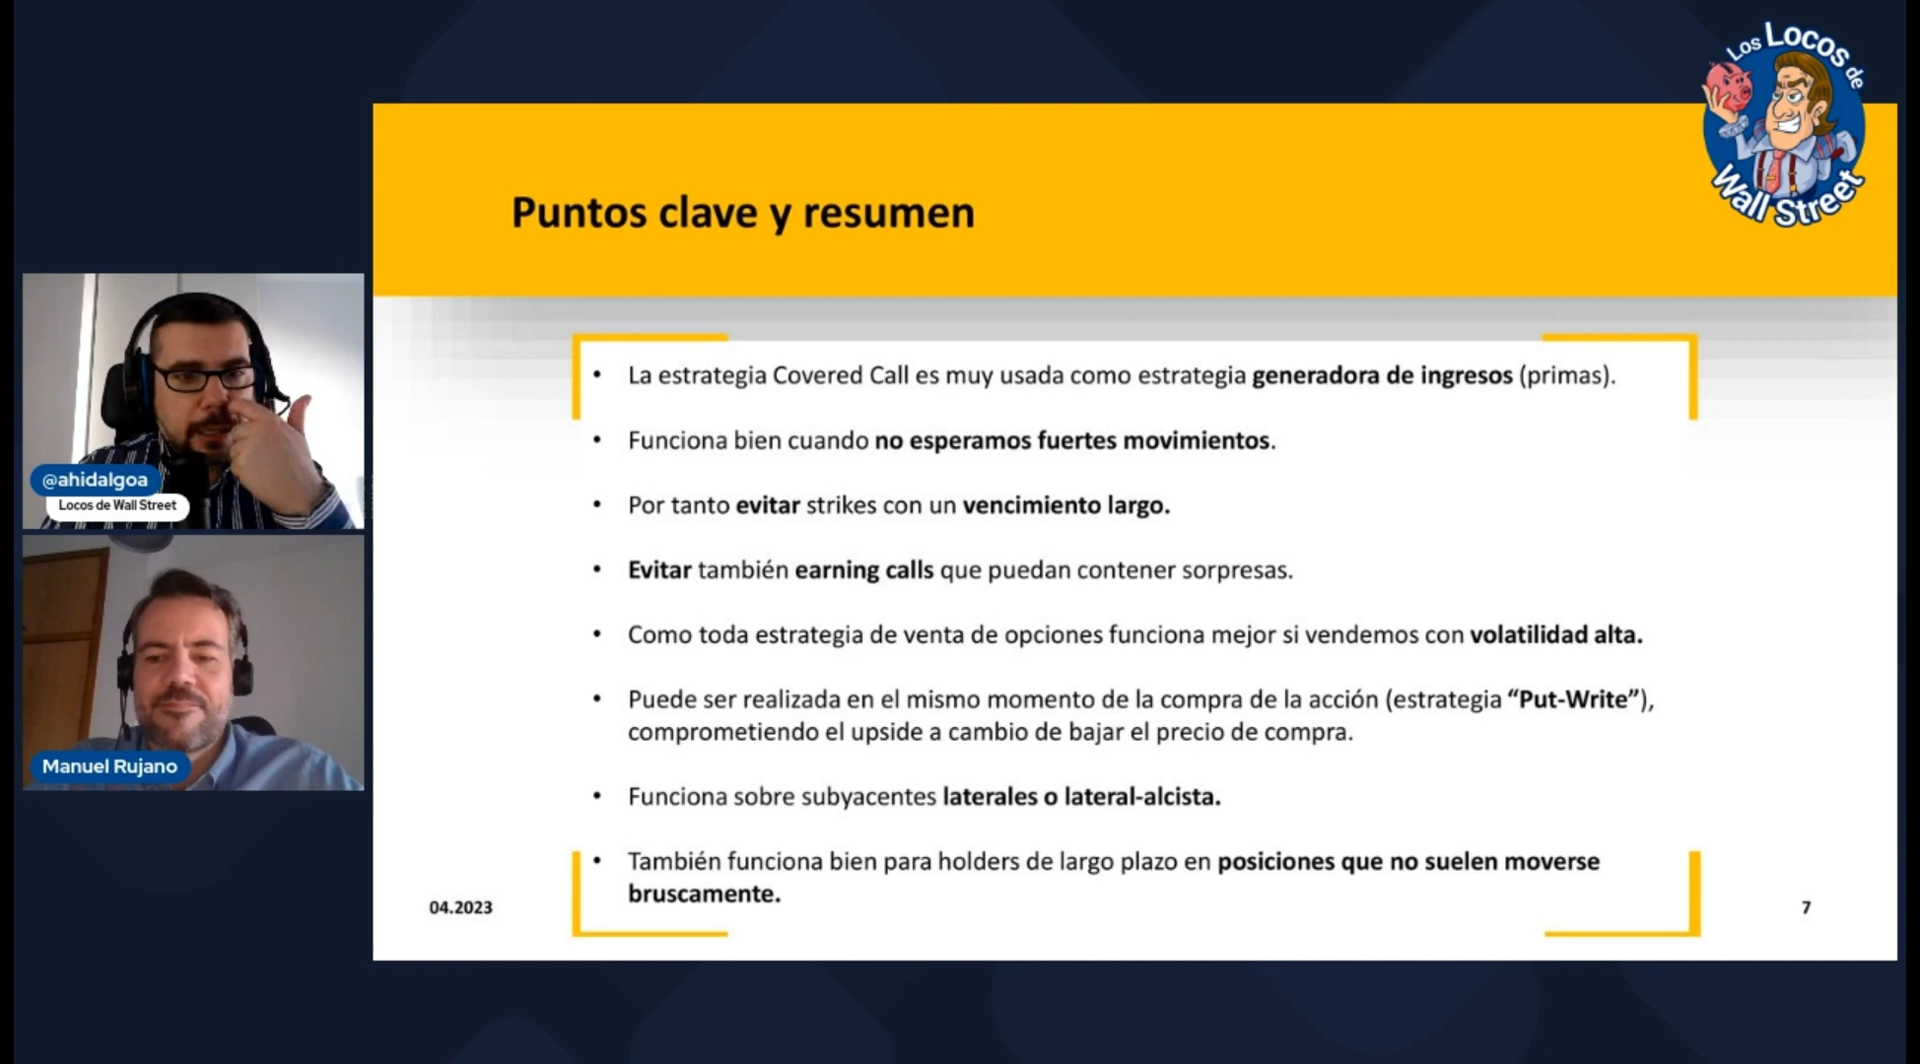 Los Locos de
Wall Street
Puntos clave y resumen
@ahidalgoa
Locos de Wall Street
Manuel Rujano
• La estrategia Covered Call es muy usada como estrategia generadora de ingresos (primas).
• Funciona bien cuando no esperamos fuertes movimientos.
• Por tanto evitar strikes con un vencimiento largo.
• Evitar también earning calls que puedan contener sorpresas.
• Como toda estrategia de venta de opciones funciona mejor si vendemos con volatilidad alta.
• Puede ser realizada en el mismo momento de la compra de la acción (estrategia “Put-Write”),
comprometiendo el upside a cambio de bajar el precio de compra.
• Funciona sobre subyacentes laterales o lateral-alcista.
• También funciona bien para holders de largo plazo en posiciones que no suelen moverse
bruscamente.
04.2023
7